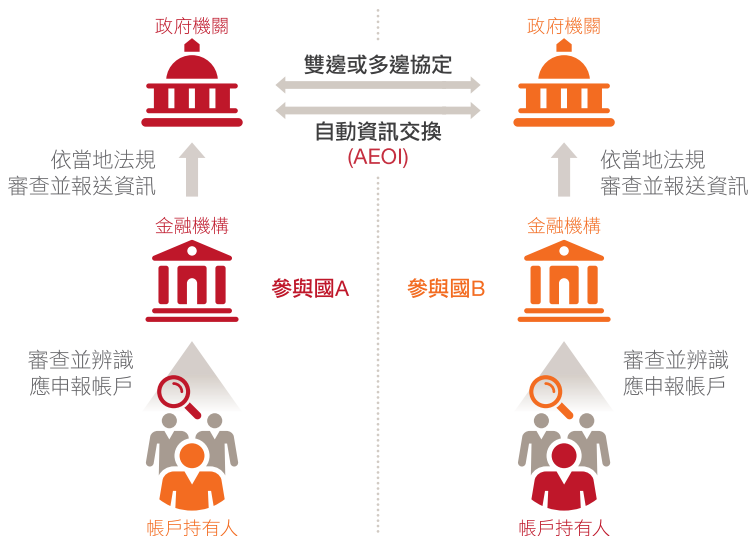 政府機關
政府機關
雙邊或多邊協定
自動資訊交換
(AEOI)
依當地法規
審查並報送資訊
依當地法規
審查並報送資訊
金融機構
金融機構
參與國A
參與國B
審查並辨識
應申報帳戶
審查並辨識
應申報帳戶
帳戶持有人
帳戶持有人